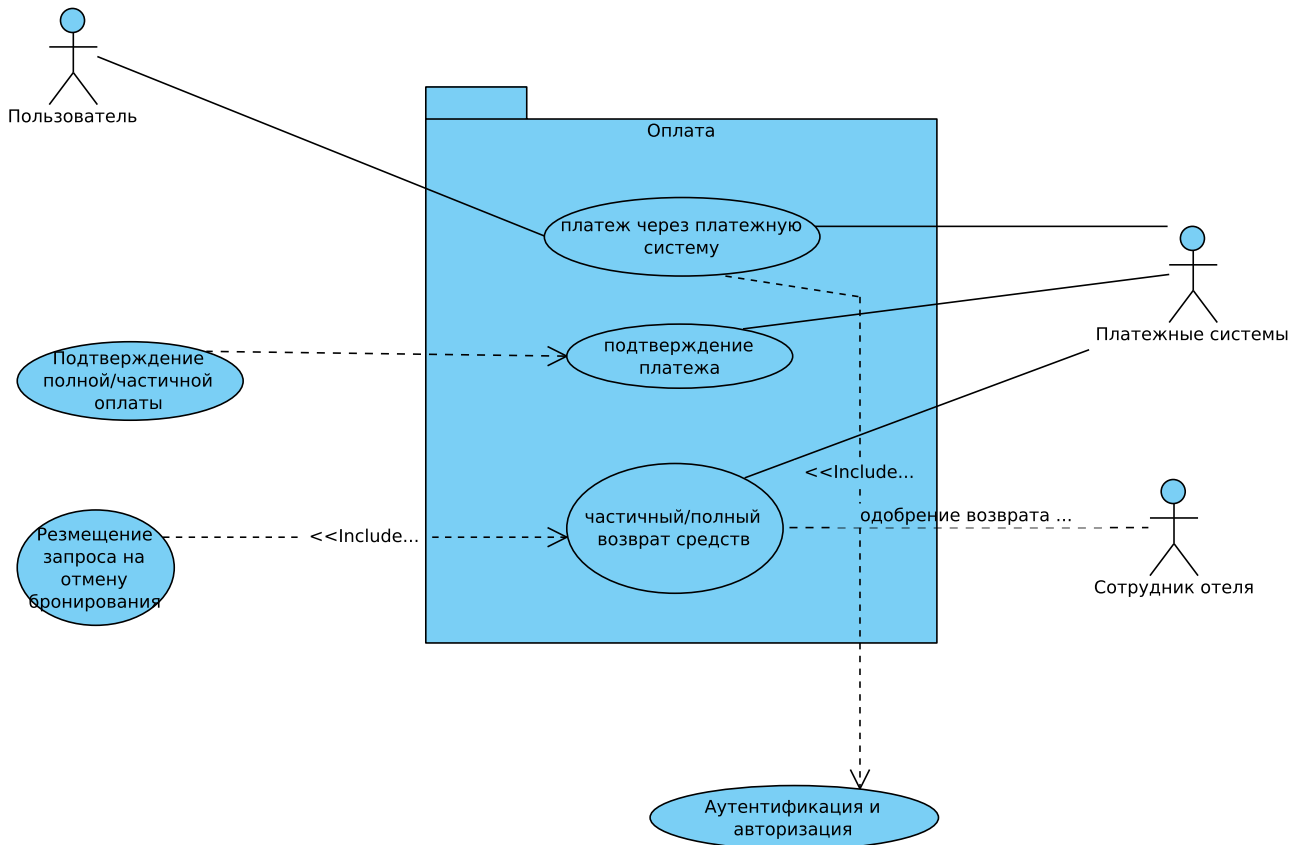 Пользователь
Оплата
платеж через платежную
систему
Платежные системы
подтверждение
платежа
Подтверждение
полной/частичной
оплаты
<<Include...
частичный/полный
возврат средств
одобрение возврата ...
Сотрудник отеля
Резмещение
запроса на
отмену
бронирования
<<Include...
Аутентификация и
авторизация